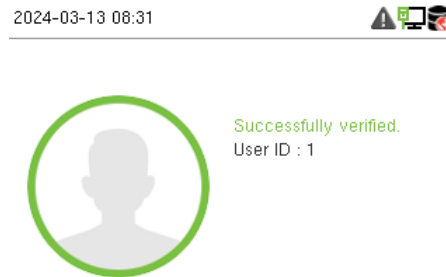 2024-03-13 08:31
Successfully verified.
User ID : 1